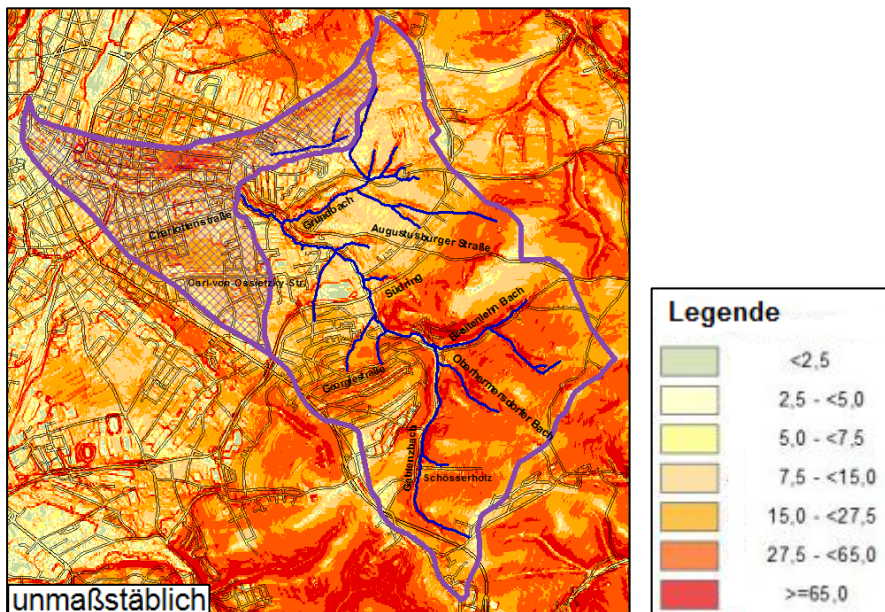 Charlottenstraße
Grundbach
Augustusburger Straße
Carl-von-Ossietzky-Str.
Südring
Breitenlehn Bach
Oberhermersdorfer Bach
Georgiestraße
Gablenzbach
Schösserholz
unmaßstäblich
Legende
<2,5
2,5 - <5,0
5,0 - <7,5
7,5 - <15,0
15,0 - <27,5
27,5 - <65,0
>=65,0